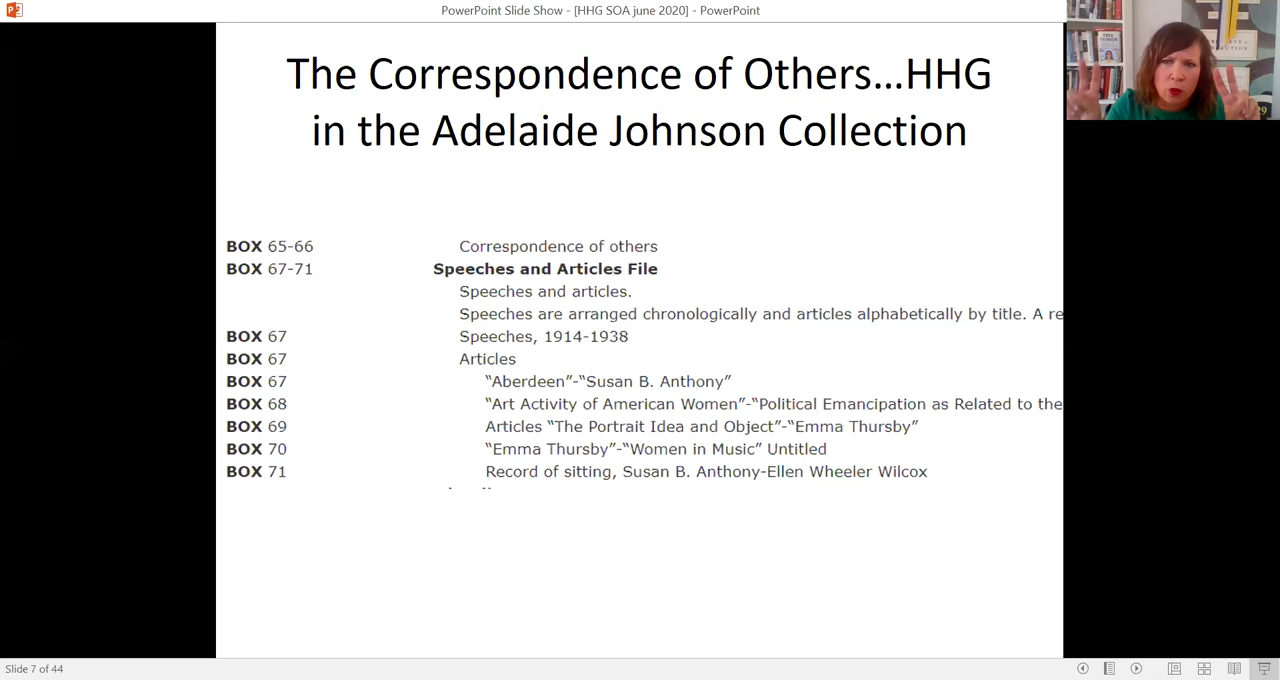 PowerPoint Slide Show - [HHG SOA june 2020] - PowerPoint
The Correspondence of Others...HHG
in the Adelaide Johnson Collection
BOX 65-66 Correspondence of others
BOX 67-71 Speeches and Articles File
Speeches and articles.
Speeches are arranged chronologically and articles alphabetically by title. A re
BOX 67 Speeches, 1914-1938
BOX 67 Articles
BOX 67 “Aberdeen”-“Susan B. Anthony”
BOX 68 “Art Activity of American Women”-“Political Emancipation as Related to the
BOX 69 Articles “The Portrait Idea and Object”-“Emma Thursby”
BOX 70 “Emma Thursby”-“Women in Music” Untitled
BOX 71 Record of sitting, Susan B. Anthony-Ellen Wheeler Wilcox
Slide 7 of 44